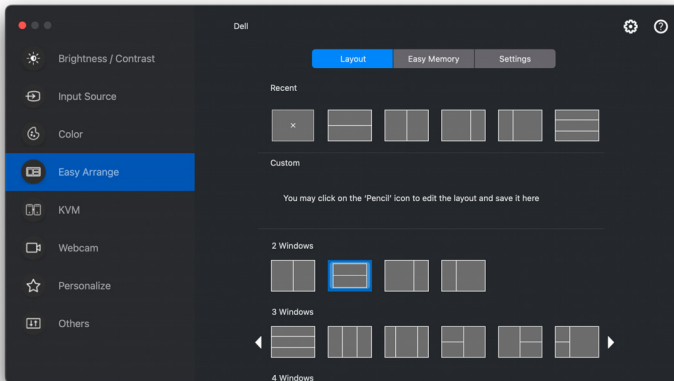 Dell
Brightness / Contrast
Input Source
Color
Easy Arrange
KVM
Webcam
Personalize
Others
Layout
Easy Memory
Settings
Recent
Custom
You may click on the 'Pencil' icon to edit the layout and save it here
2 Windows
3 Windows
4 Windows